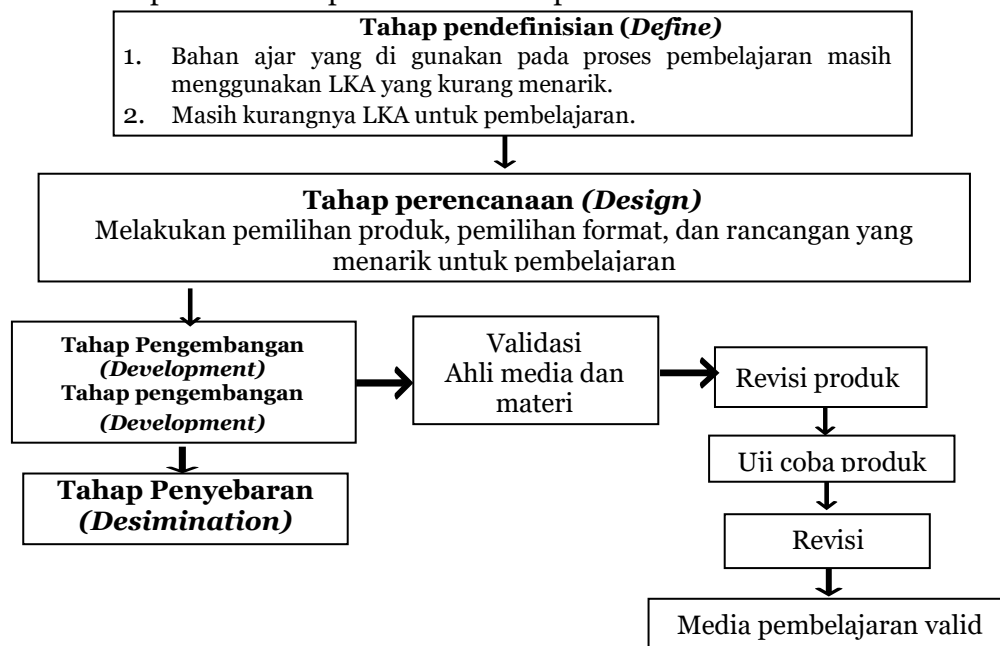 Tahap pendefinisian (Define)
1. Bahan ajar yang di gunakan pada proses pembelajaran masih
menggunakan LKA yang kurang menarik.
2. Masih kurangnya LKA untuk pembelajaran.
Tahap perencanaan (Design)
Melakukan pemilihan produk, pemilihan format, dan rancangan yang
menarik untuk pembelajaran
Tahap Pengembangan
(Development)
Tahap pengembangan
(Development)
Validasi
Ahli media dan
materi
Revisi produk
Uji coba produk
Tahap Penyebaran
(Desimination)
Revisi
Media pembelajaran valid